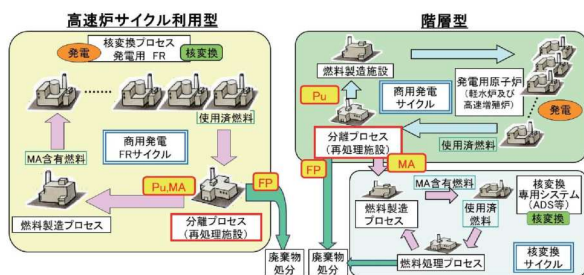 高速炉サイクル利用型
核変換プロセス
発電用 FR
発電
核変換
使用済燃料
商用発電
FRサイクル
MA含有燃料
Pu,MA
FP
燃料製造プロセス
分離プロセス
(再処理施設)
廃棄物
処分
階層型
燃料製造施設
発電用原子炉
(軽水炉及び
高速増殖炉)
Pu
商用発電
サイクル
発電
使用済燃料
分離プロセス
(再処理施設)
MA
FP
MA含有燃料
核変換
専用システム
(ADS等)
核変換
燃料製造
プロセス
使用済
燃料
核変換
サイクル
燃料処理プロセス
廃棄物
処分